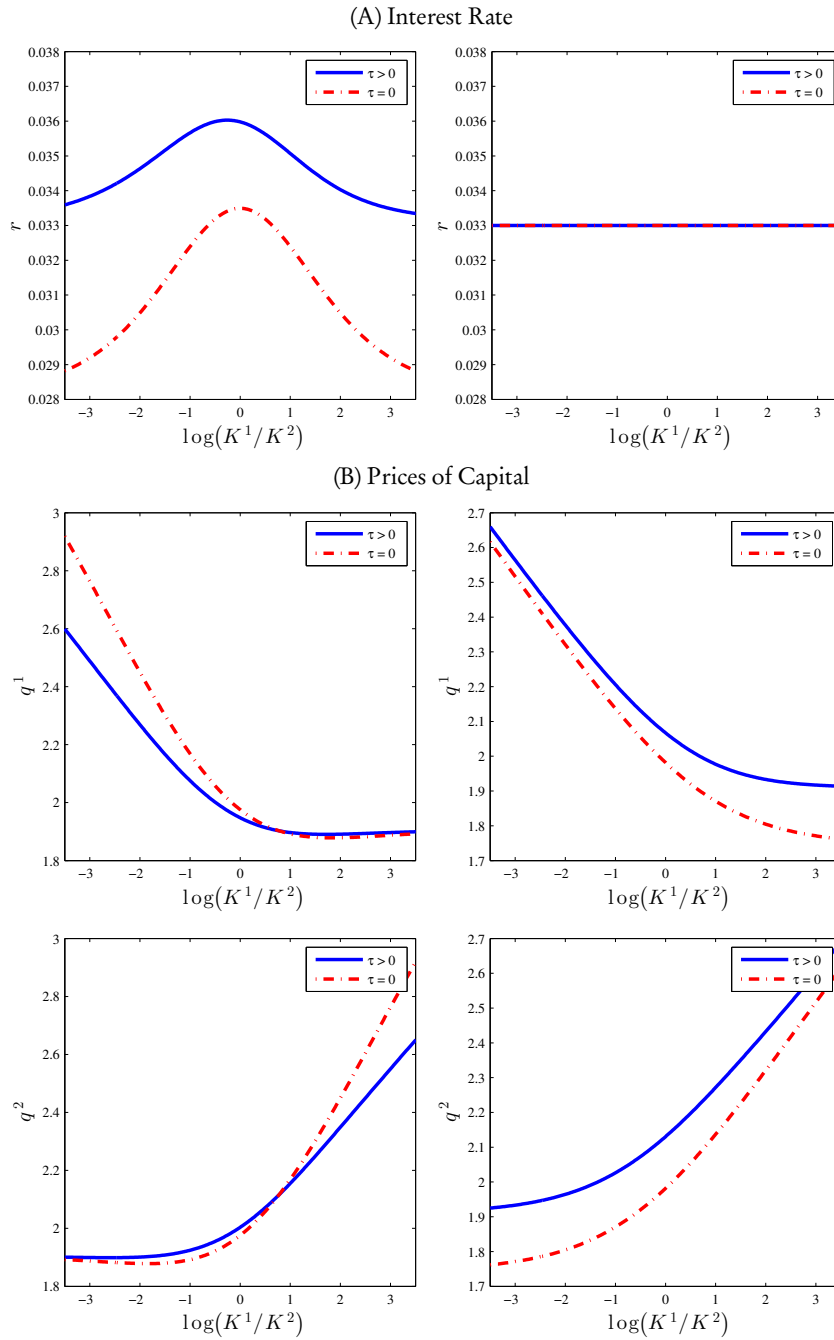 (A) Interest Rate
0.038
0.037
0.036
0.035
0.034
0.033
0.032
0.031
0.03
0.029
0.028
r
τ > 0
τ = 0
−3 −2 −1 0 1 2 3
log(K¹/K²)
0.038
0.037
0.036
0.035
0.034
0.033
0.032
0.031
0.03
0.029
0.028
r
τ > 0
τ = 0
−3 −2 −1 0 1 2 3
log(K¹/K²)
(B) Prices of Capital
3
2.8
2.6
2.4
2.2
2
1.8
q¹
τ > 0
τ = 0
−3 −2 −1 0 1 2 3
log(K¹/K²)
2.7
2.6
2.5
2.4
2.3
2.2
2.1
2
1.9
1.8
1.7
q¹
τ > 0
τ = 0
−3 −2 −1 0 1 2 3
log(K¹/K²)
3
2.8
2.6
2.4
2.2
2
1.8
q²
τ > 0
τ = 0
−3 −2 −1 0 1 2 3
log(K¹/K²)
2.7
2.6
2.5
2.4
2.3
2.2
2.1
2
1.9
1.8
1.7
q²
τ > 0
τ = 0
−3 −2 −1 0 1 2 3
log(K¹/K²)